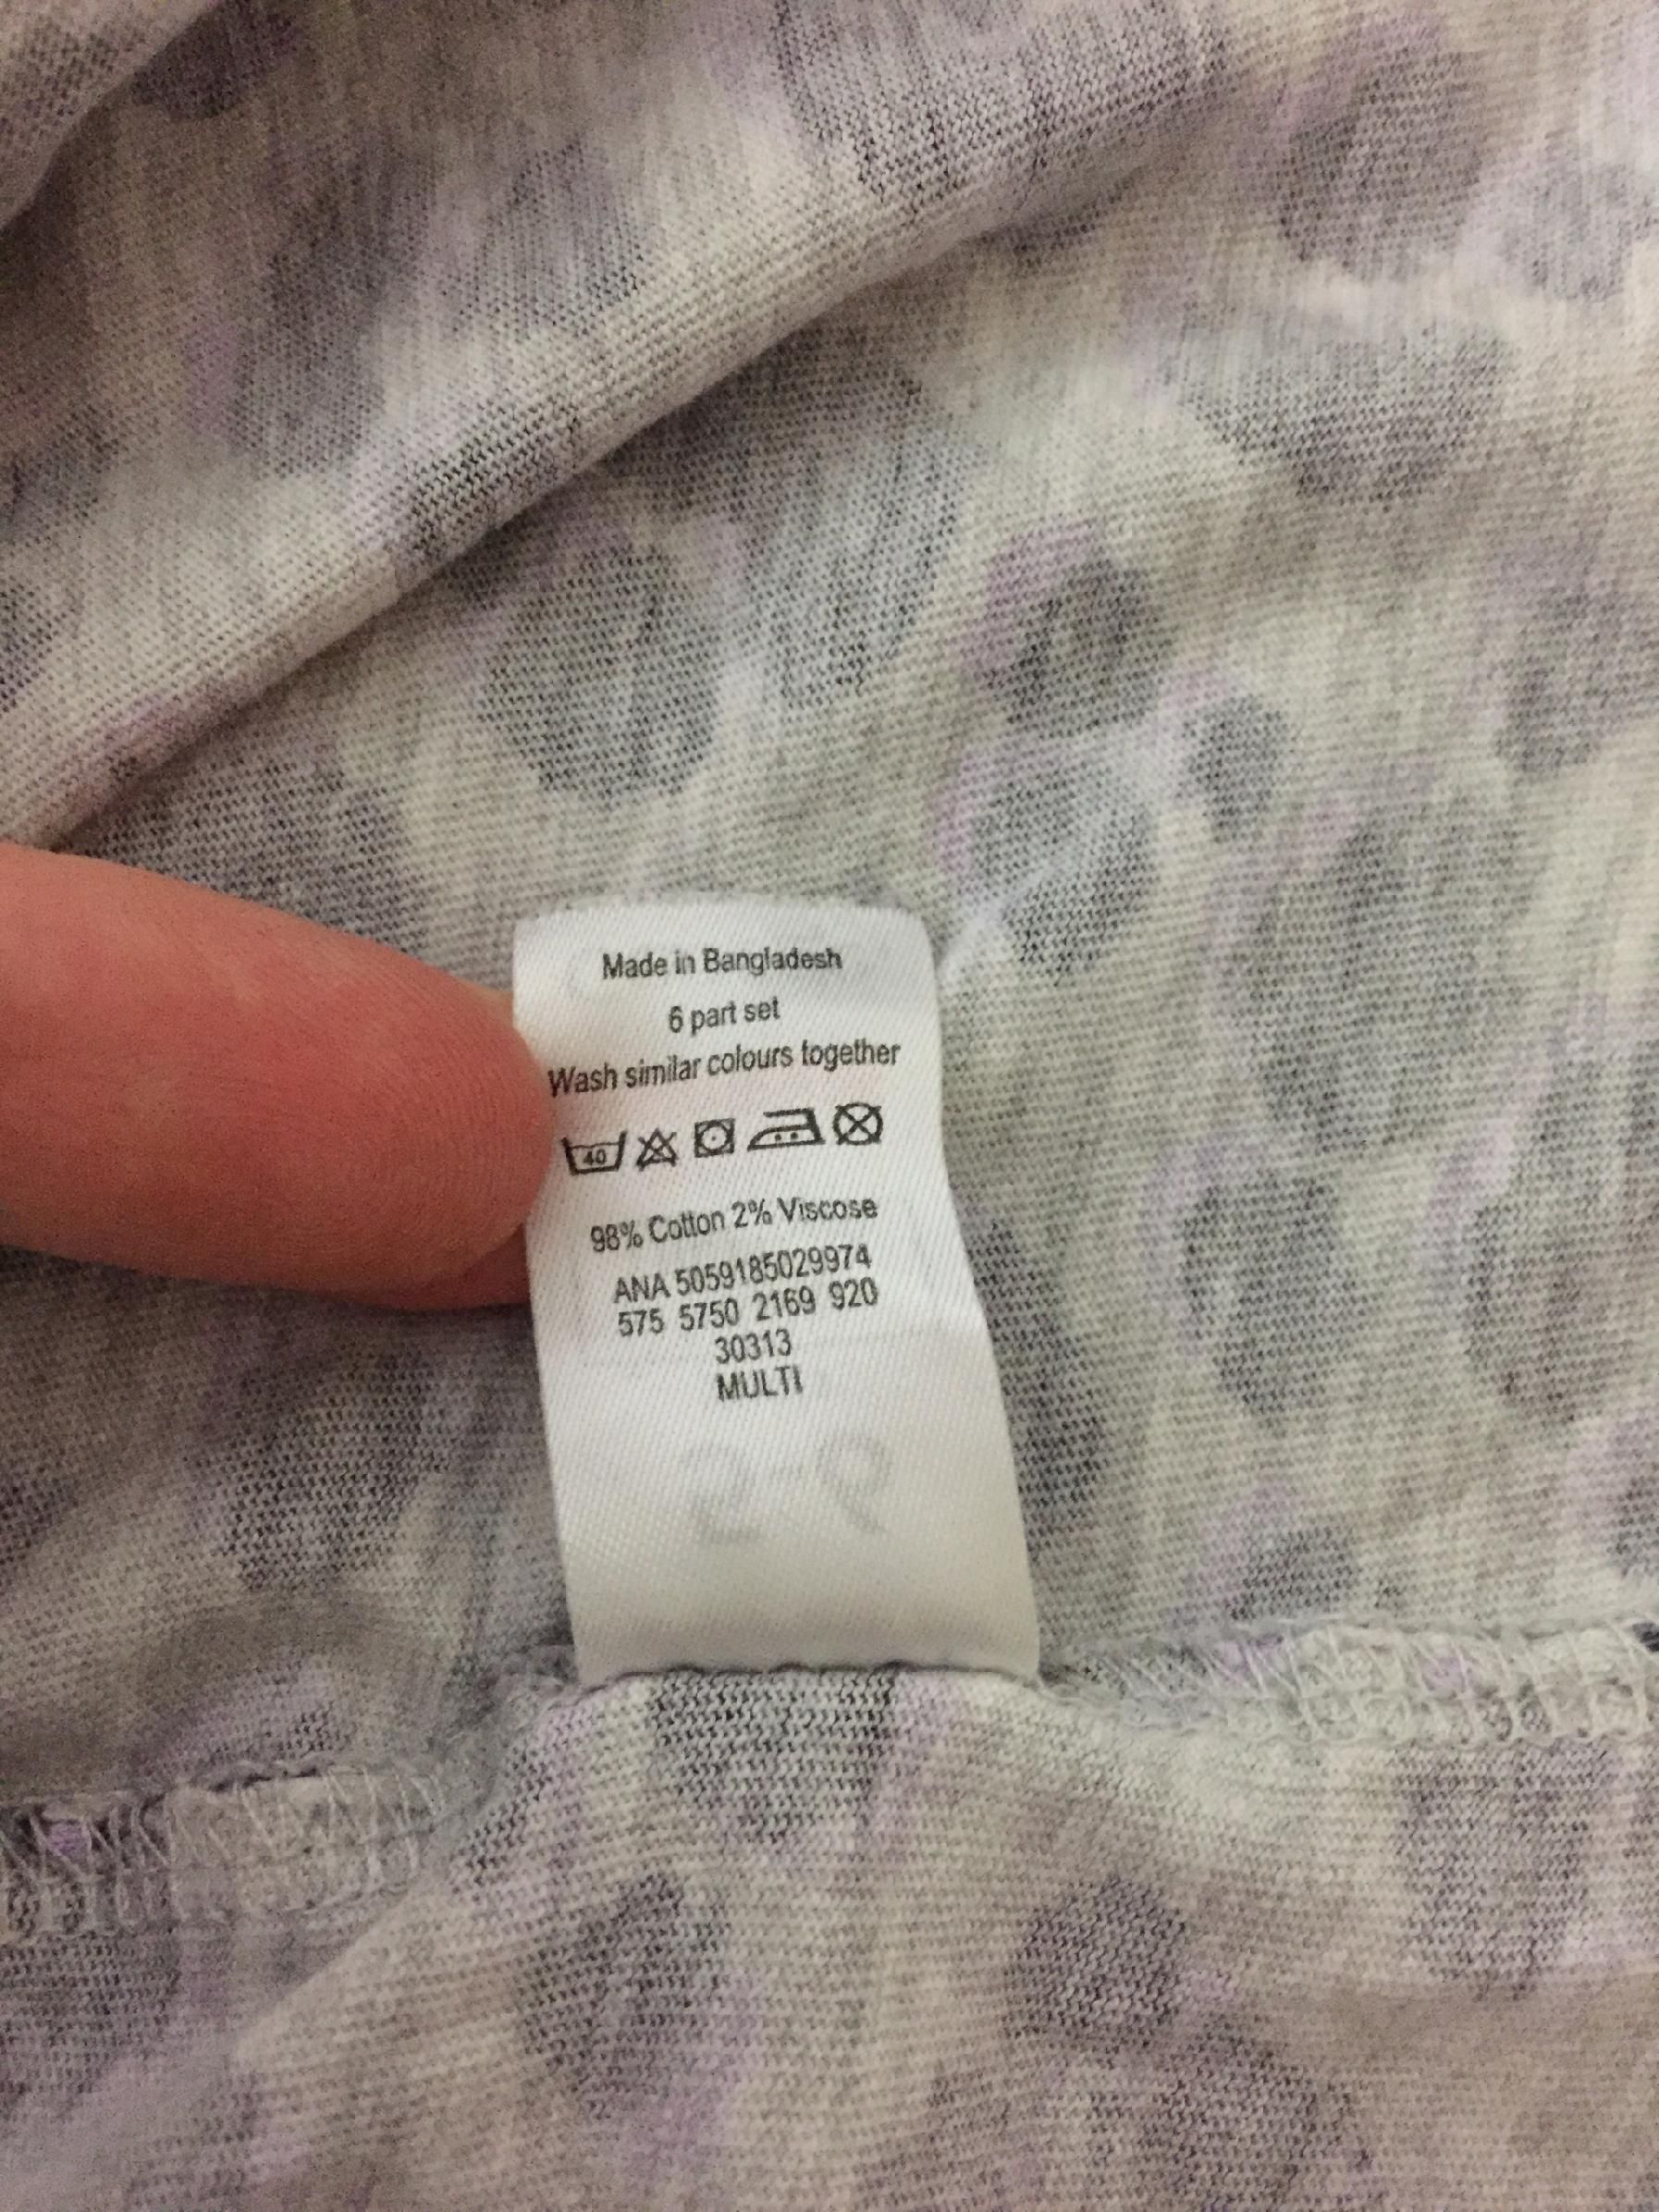 Made in Bangladesh
6 part set
Wash similar colours together
40
98% Cotton 2% Viscose
ANA 5059185029974
575 5750 2169 920
30313
MULTI